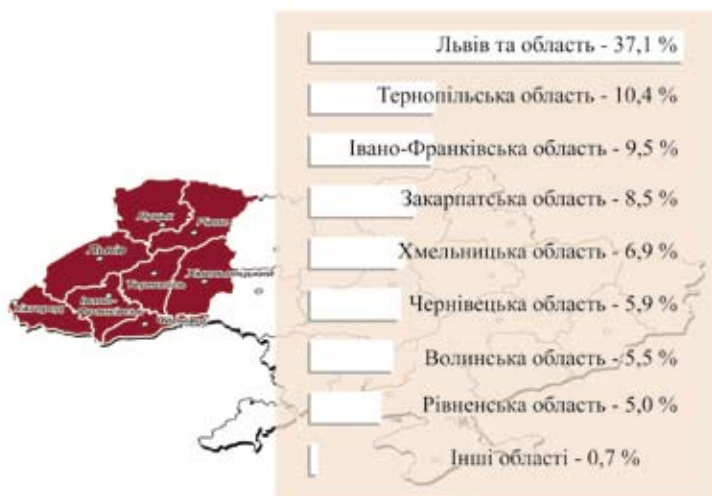 Львів та область - 37,1 %
Тернопільська область - 10,4 %
Івано-Франківська область - 9,5 %
Закарпатська область - 8,5 %
Хмельницька область - 6,9 %
Чернівецька область - 5,9 %
Волинська область - 5,5 %
Рівненська область - 5,0 %
Інші області - 0,7 %
Луцьк
Рівне
Львів